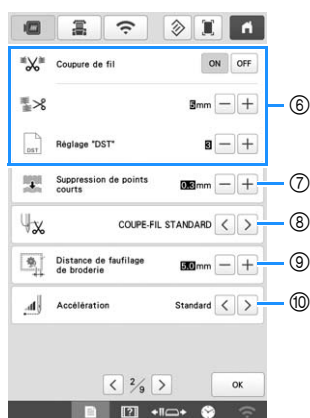 Coupure de fil ON OFF
5mm − + ⑥
DST
Réglage "DST" 3 − +
Suppression de points
courts 0.3mm − + ⑦
COUPE-FIL STANDARD < > ⑧
Distance de faufilage
de broderie 5.0mm − + ⑨
Accélération Standard < > ⑩
< 2/9 > OK